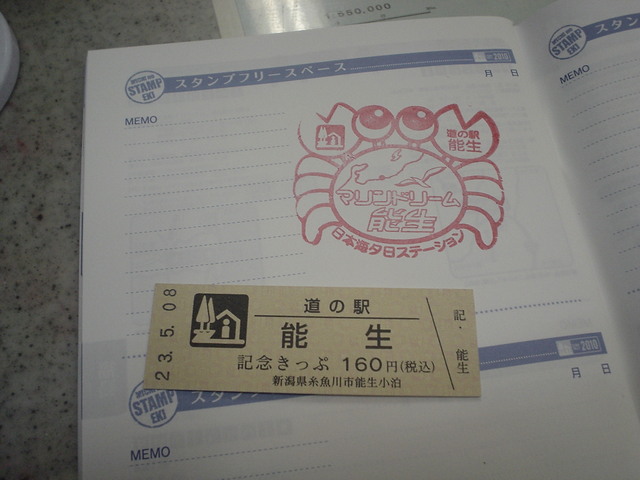 1:550,000
STAMP
EKI
スタンプフリースペース
2010
月 日
MEMO
道の駅
能生
マリンドリーム
能生
日本海夕日ステーション
STAMP
EKI
スタン
MEMO
23.5.08
道の駅
能生
記念きっぷ 160円(税込)
新潟県糸魚川市能生小泊
記・能生
2010
月 日
STAMP
EKI
スタンプ
MEMO